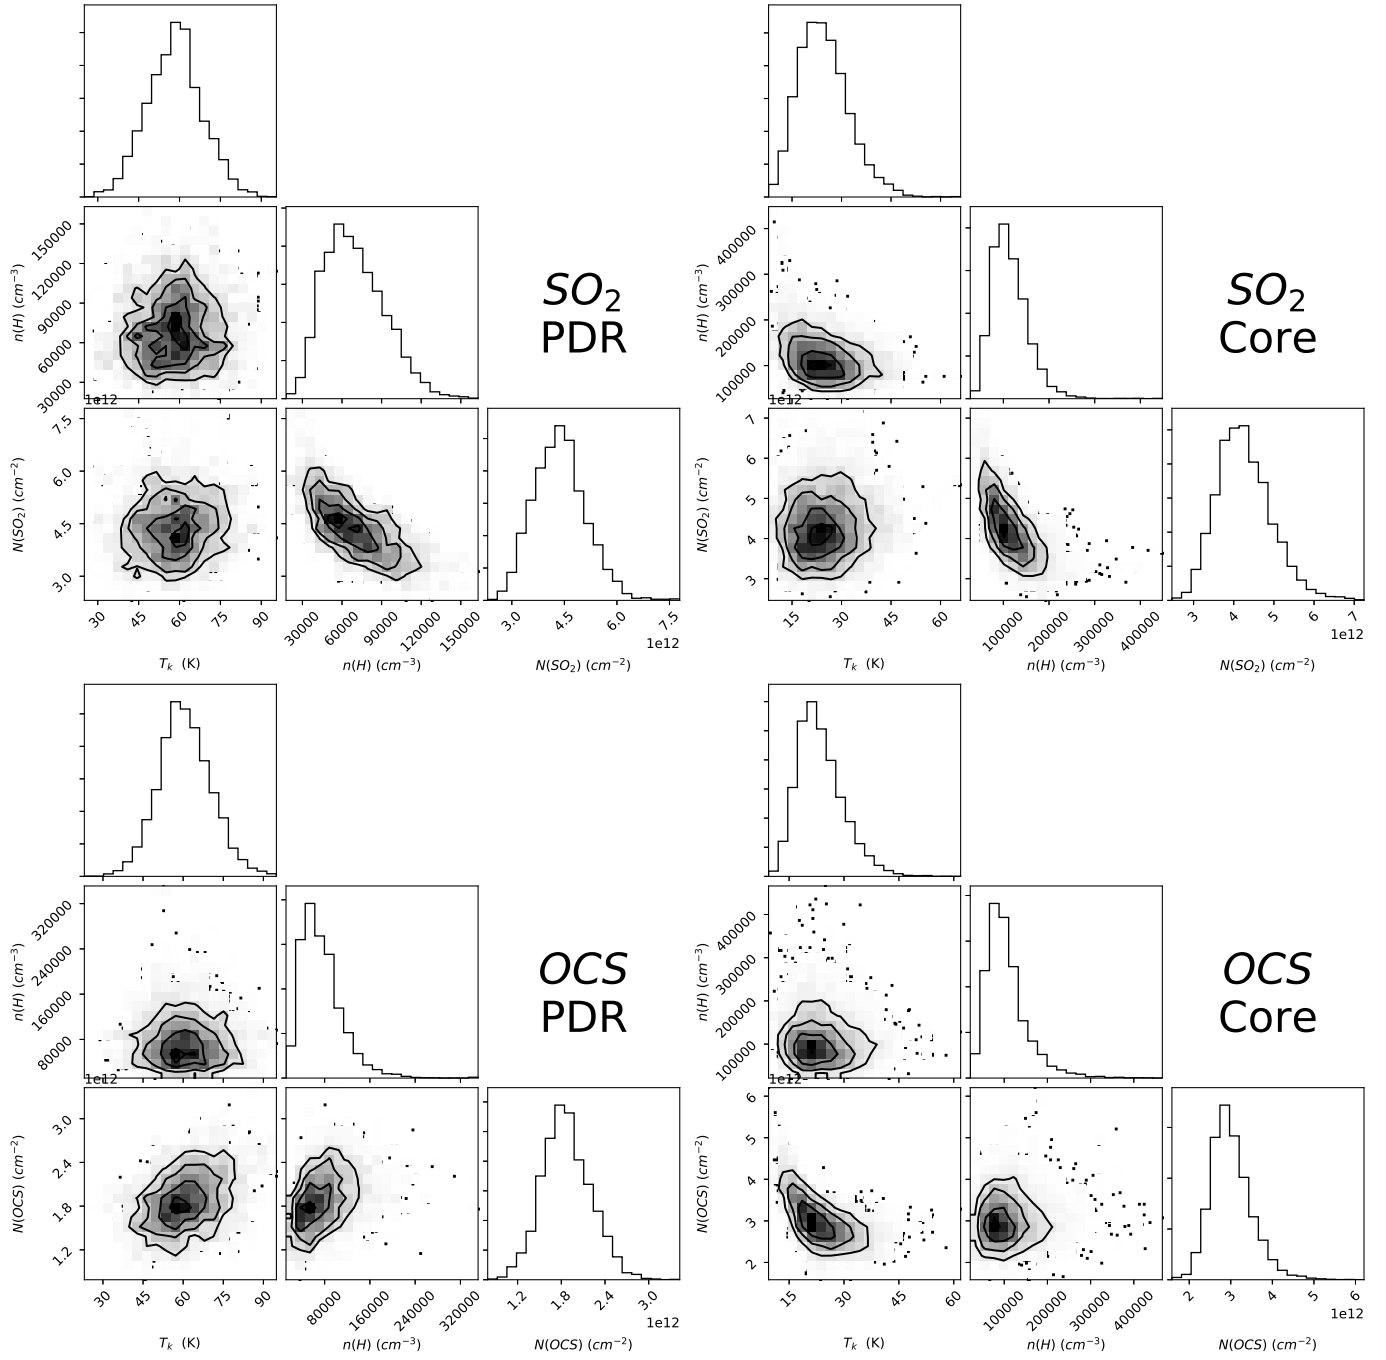 n(H) (cm⁻³)
150000
120000
90000
60000
30000
SO₂
PDR
1e12
N(SO₂) (cm⁻²)
7.5
6.0
4.5
3.0
30 45 60 75 90
Tₖ (K)
30000 60000 90000 120000 150000
n(H) (cm⁻³)
3.0 4.5 6.0 7.5
1e12
N(SO₂) (cm⁻²)
n(H) (cm⁻³)
400000
300000
200000
100000
SO₂
Core
1e12
N(SO₂) (cm⁻²)
7
6
5
4
3
15 30 45 60
Tₖ (K)
100000 200000 300000 400000
n(H) (cm⁻³)
3 4 5 6 7
1e12
N(SO₂) (cm⁻²)
n(H) (cm⁻³)
320000
240000
160000
80000
OCS
PDR
1e12
N(OCS) (cm⁻²)
3.0
2.4
1.8
1.2
30 45 60 75 90
Tₖ (K)
80000 160000 240000 320000
n(H) (cm⁻³)
1.2 1.8 2.4 3.0
1e12
N(OCS) (cm⁻²)
n(H) (cm⁻³)
400000
300000
200000
100000
OCS
Core
1e12
N(OCS) (cm⁻²)
6
5
4
3
2
15 30 45 60
Tₖ (K)
100000 200000 300000 400000
n(H) (cm⁻³)
2 3 4 5 6
1e12
N(OCS) (cm⁻²)